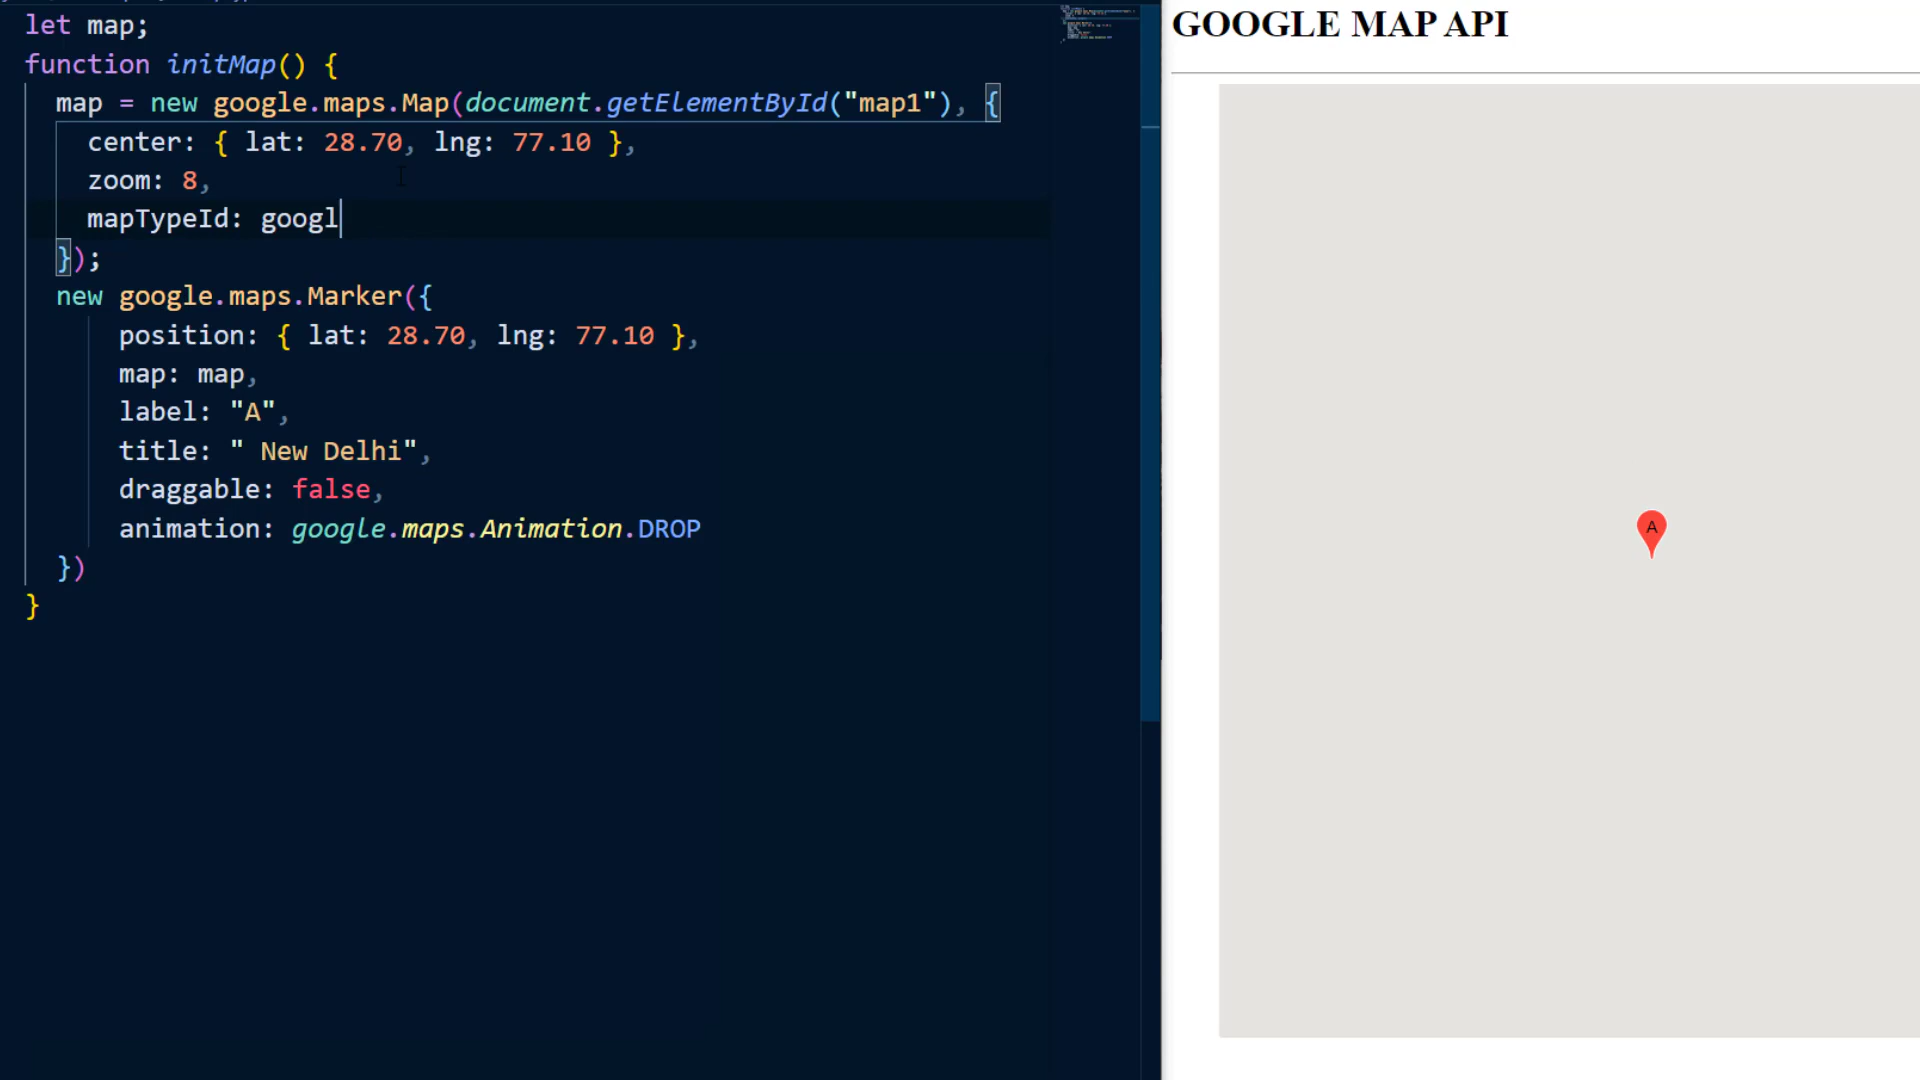 let map;
function initMap() {
map = new google.maps.Map(document.getElementById("map1"), {
center: { lat: 28.70, lng: 77.10 },
zoom: 8,
mapTypeId: googl
});
new google.maps.Marker({
position: { lat: 28.70, lng: 77.10 },
map: map,
label: "A",
title: " New Delhi",
draggable: false,
animation: google.maps.Animation.DROP
})
}
GOOGLE MAP API
A